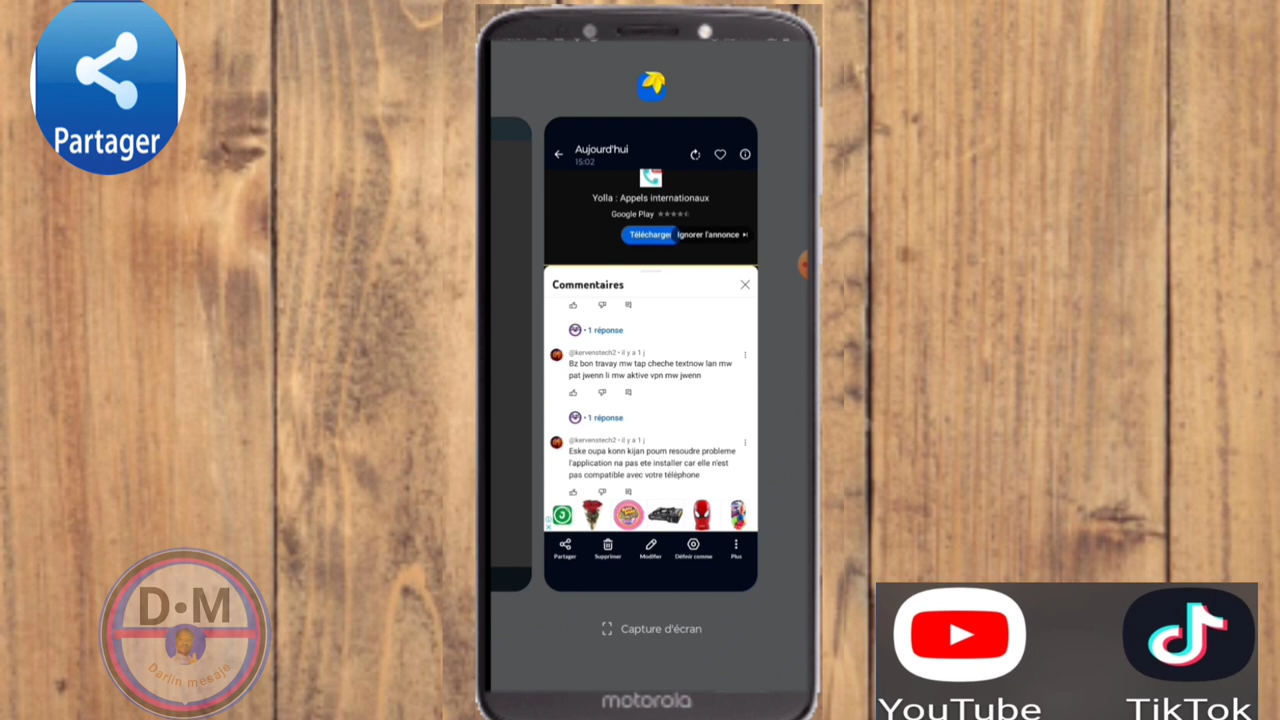 Partager
Aujourd'hui
15:02
Yolla : Appels internationaux
Google Play
Télécharger
Ignorer l'annonce
Commentaires
• 1 réponse
@kervenstech2 • il y a 1 j
Bz bon travay mw tap cheche textnow lan mw
pat jwenn li mw aktive vpn mw jwenn
• 1 réponse
@kervenstech2 • il y a 1 j
Eske oupa konn kijan poum resoudre probleme
l'application na pas ete installer car elle n'est
pas compatible avec votre téléphone
Partager
Supprimer
Modifier
Définir comme
Plus
Capture d'écran
motorola
D•M
Darlin mesaje
YouTube
TikTok